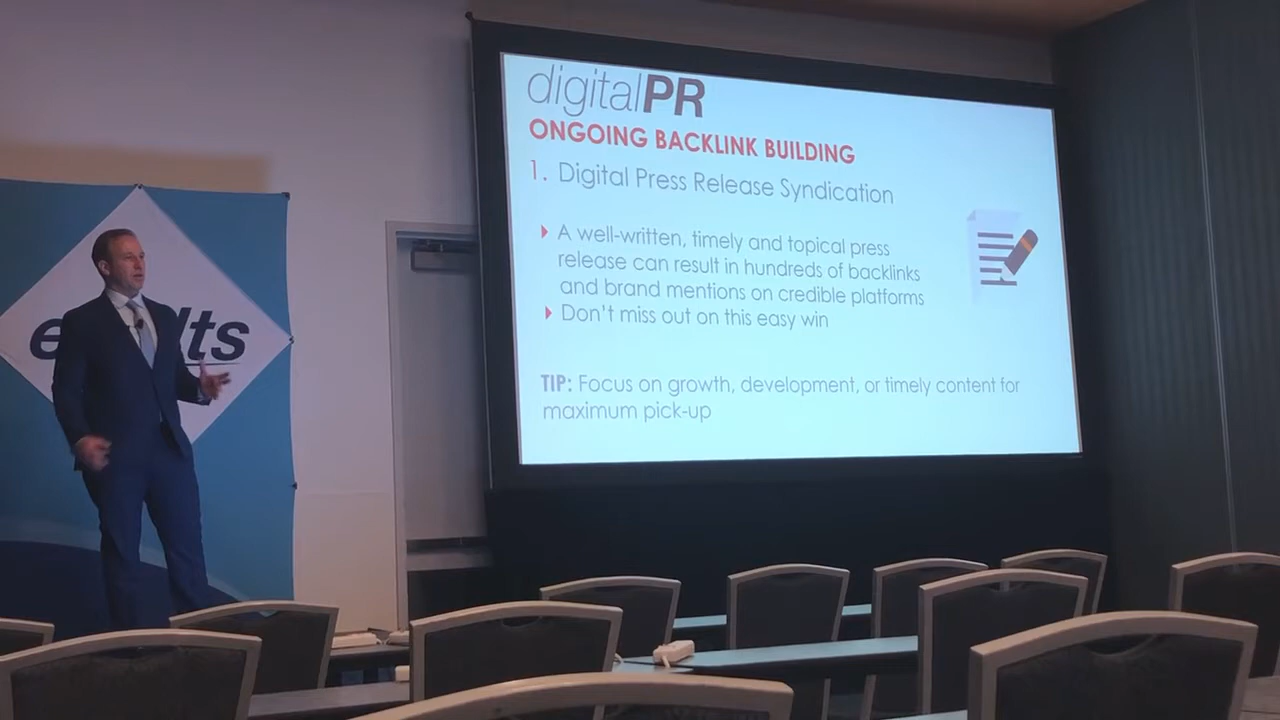 digitalPR
ONGOING BACKLINK BUILDING
1. Digital Press Release Syndication
A well-written, timely and topical press
release can result in hundreds of backlinks
and brand mentions on credible platforms
Don't miss out on this easy win
TIP: Focus on growth, development, or timely content for
maximum pick-up